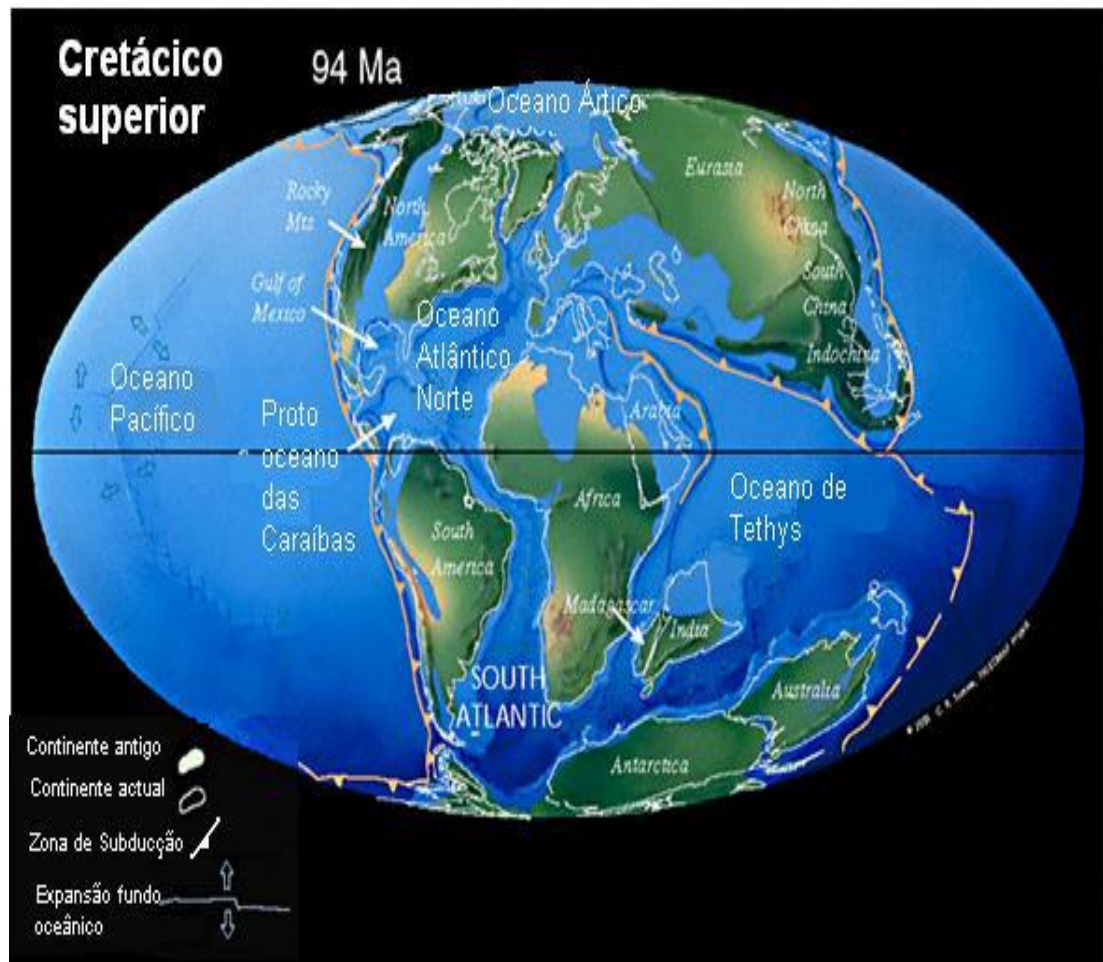 Cretácico
superior
94 Ma
Oceano Ártico
Eurasia
Rocky
Mts.
North
America
North
China
South
China
Indochina
Gulf of
Mexico
Oceano
Atlântico
Norte
Oceano
Pacífico
Proto
oceano
das
Caraíbas
Arabia
Africa
Oceano de
Tethys
South
America
Madagascar
India
SOUTH
ATLANTIC
Australia
Antarctica
Continente antigo
Continente actual
Zona de Subducção
Expansão fundo
oceânico